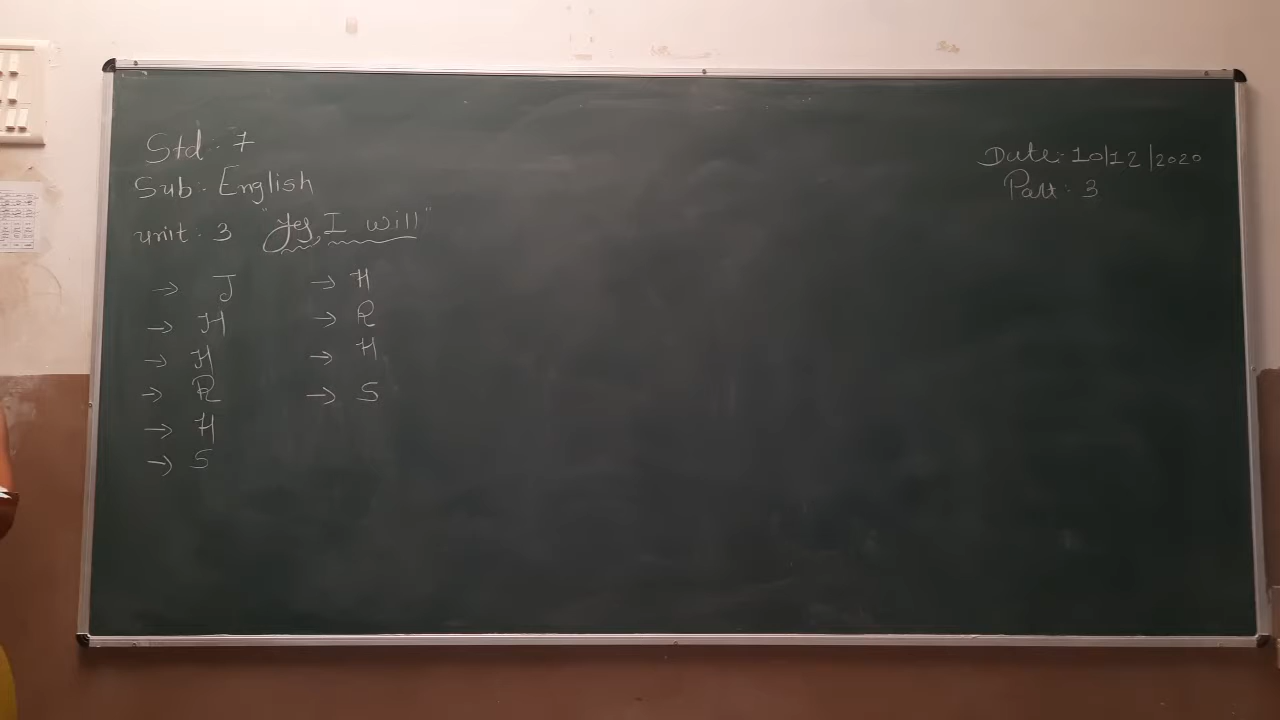 Std : 7
Sub : English
unit : 3 "Yes, I will"
Date : 10/12/2020
Part : 3
→ J
→ H
→ H
→ R
→ H
→ S
→ H
→ R
→ H
→ S